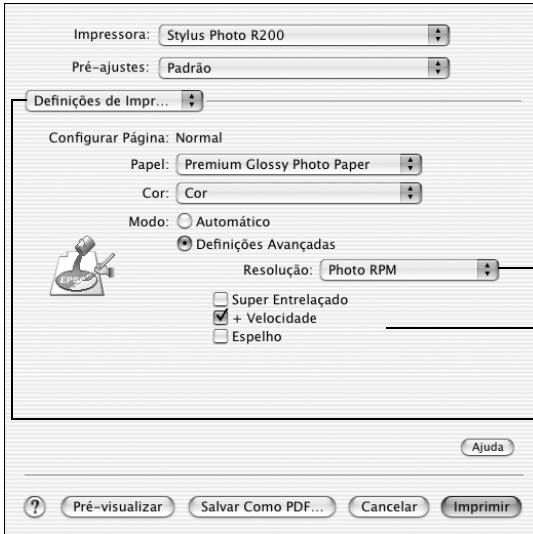 Impressora: Stylus Photo R200
Pré-ajustes: Padrão
Definições de Impr...
Configurar Página: Normal
Papel: Premium Glossy Photo Paper
Cor: Cor
Modo: Automático
Definições Avançadas
Resolução: Photo RPM
Super Entrelaçado
+ Velocidade
Espelho
Ajuda
? Pré-visualizar Salvar Como PDF... Cancelar Imprimir